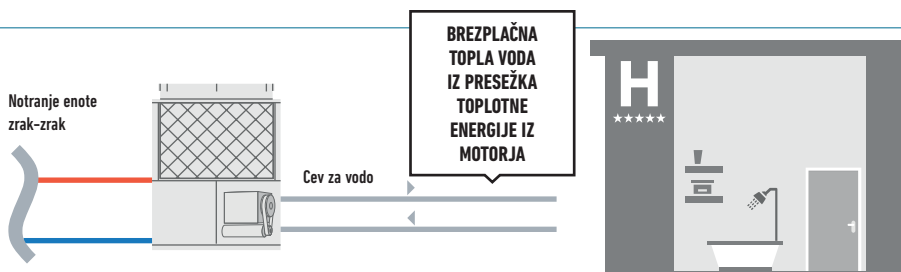 BREZPLAČNA
TOPLA VODA
IZ PRESEŽKA
TOPLOTNE
ENERGIJE IZ
MOTORJA
Notranje enote
zrak-zrak
Cev za vodo
H
★★★★★